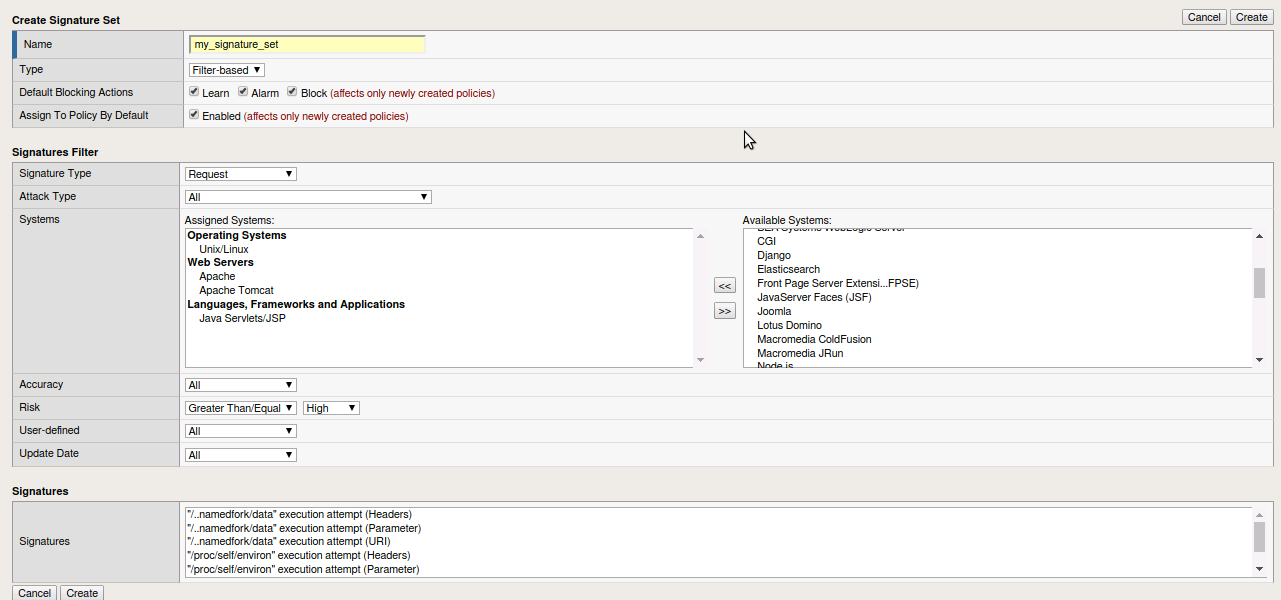 Create Signature Set
Cancel Create
Name my_signature_set
Type Filter-based
Default Blocking Actions Learn Alarm Block (affects only newly created policies)
Assign To Policy By Default Enabled (affects only newly created policies)
Signatures Filter
Signature Type Request
Attack Type All
Systems
Assigned Systems:
Operating Systems
Unix/Linux
Web Servers
Apache
Apache Tomcat
Languages, Frameworks and Applications
Java Servlets/JSP
<<
>>
Available Systems:
BEA Systems WebLogic Server
CGI
Django
Elasticsearch
Front Page Server Extensi...FPSE)
JavaServer Faces (JSF)
Joomla
Lotus Domino
Macromedia ColdFusion
Macromedia JRun
Node.js
Accuracy All
Risk Greater Than/Equal High
User-defined All
Update Date All
Signatures
Signatures
"/..namedfork/data" execution attempt (Headers)
"/..namedfork/data" execution attempt (Parameter)
"/..namedfork/data" execution attempt (URI)
"/proc/self/environ" execution attempt (Headers)
"/proc/self/environ" execution attempt (Parameter)
Cancel Create